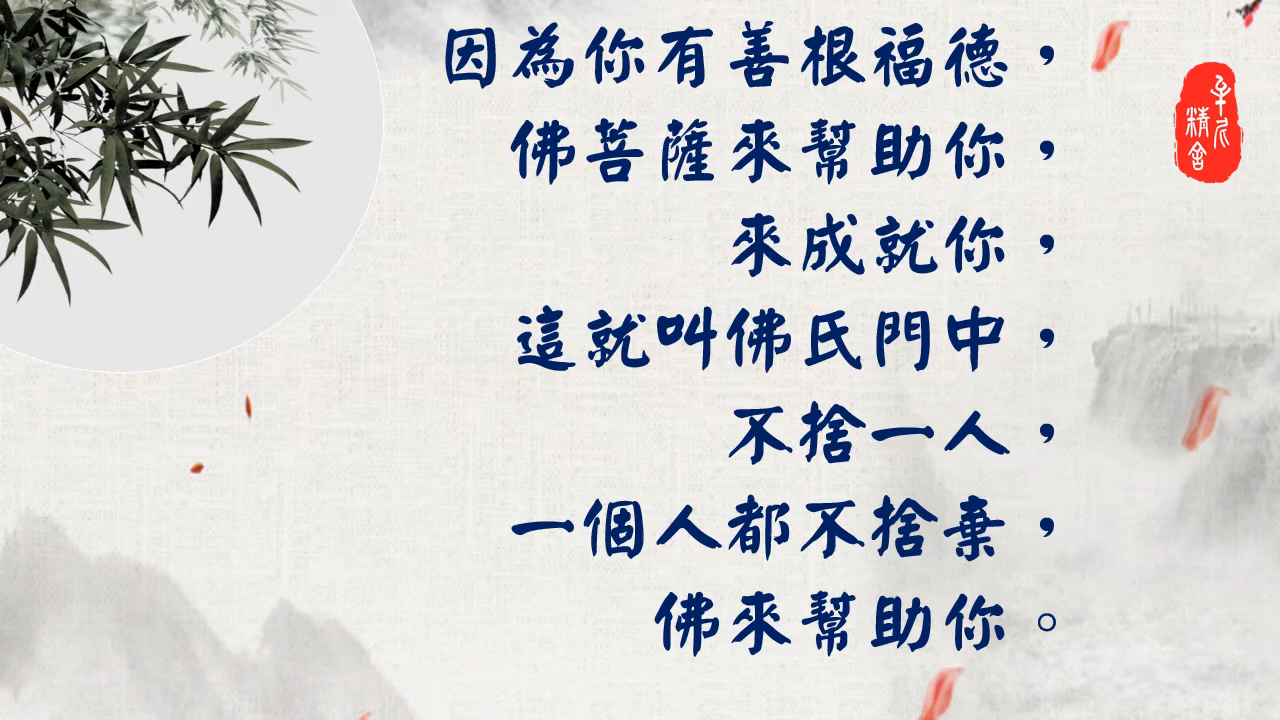 因為你有善根福德，
佛菩薩來幫助你，
來成就你，
這就叫佛氏門中，
不捨一人，
一個人都不捨棄，
佛來幫助你。
精舍